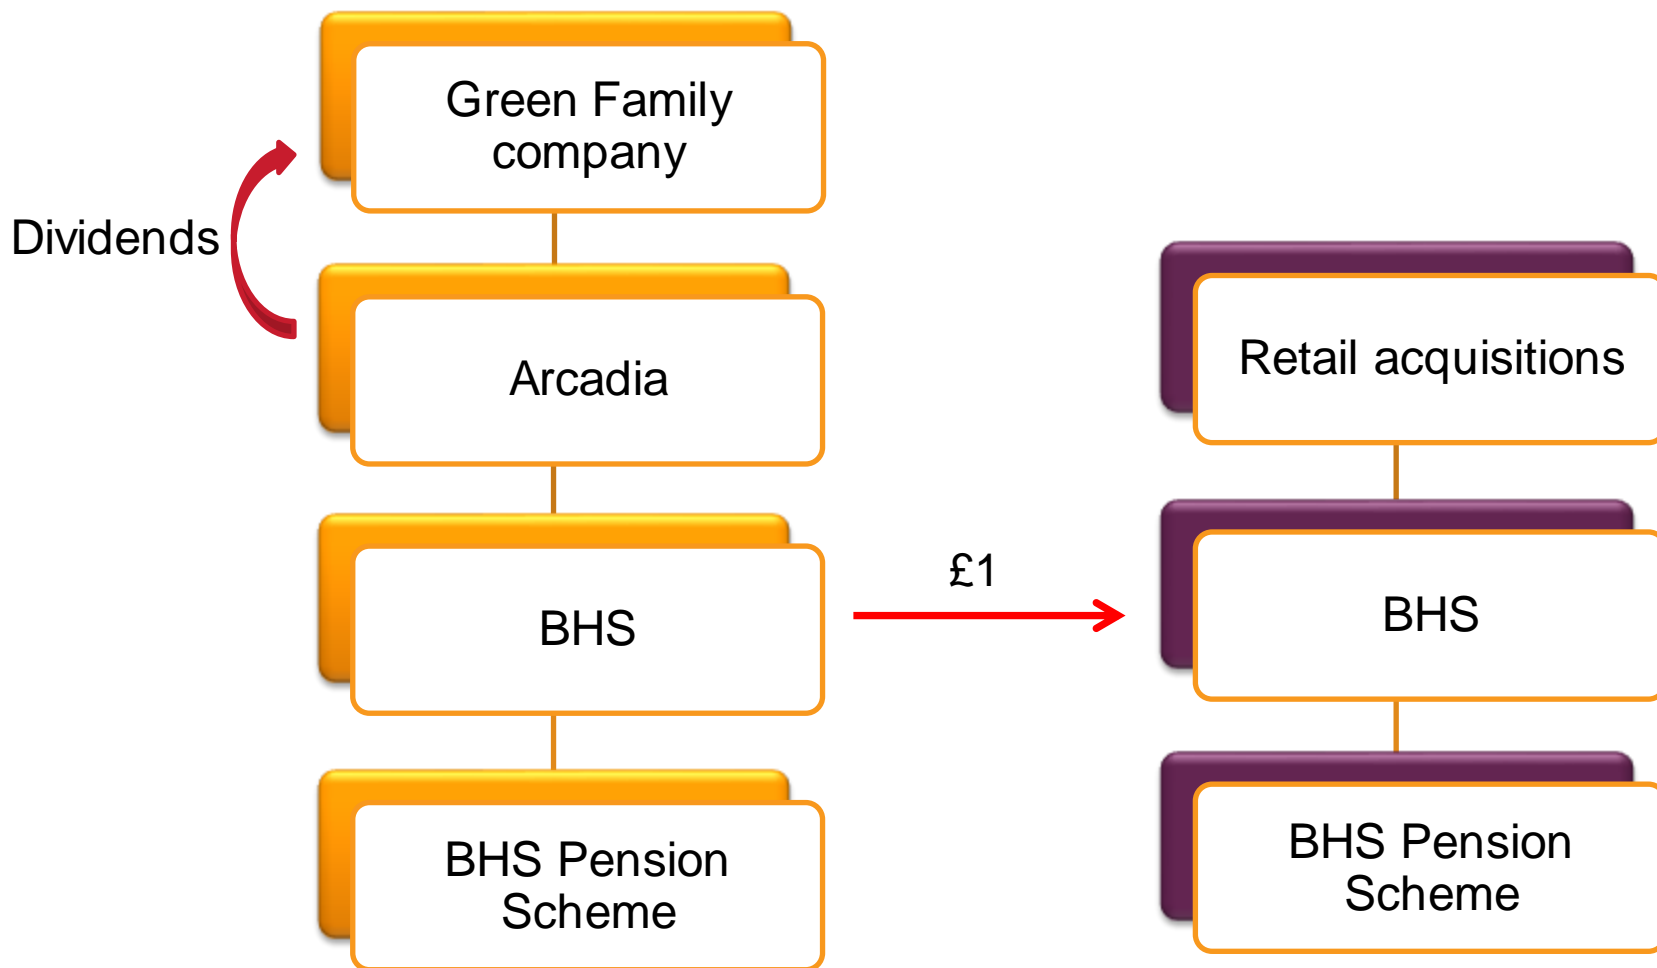 Green Family
company
Dividends
Arcadia
BHS
BHS Pension
Scheme
£1
Retail acquisitions
BHS
BHS Pension
Scheme